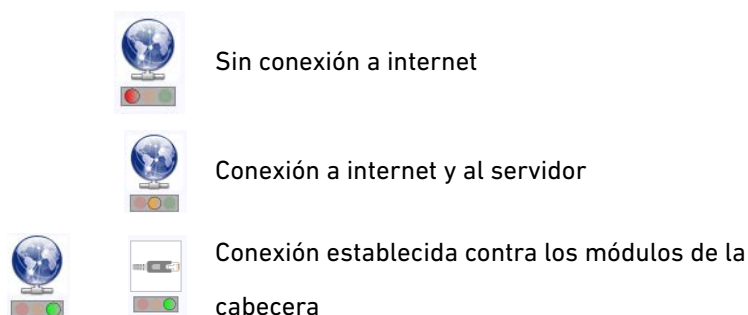 Sin conexión a internet
Conexión a internet y al servidor
Conexión establecida contra los módulos de la
cabecera